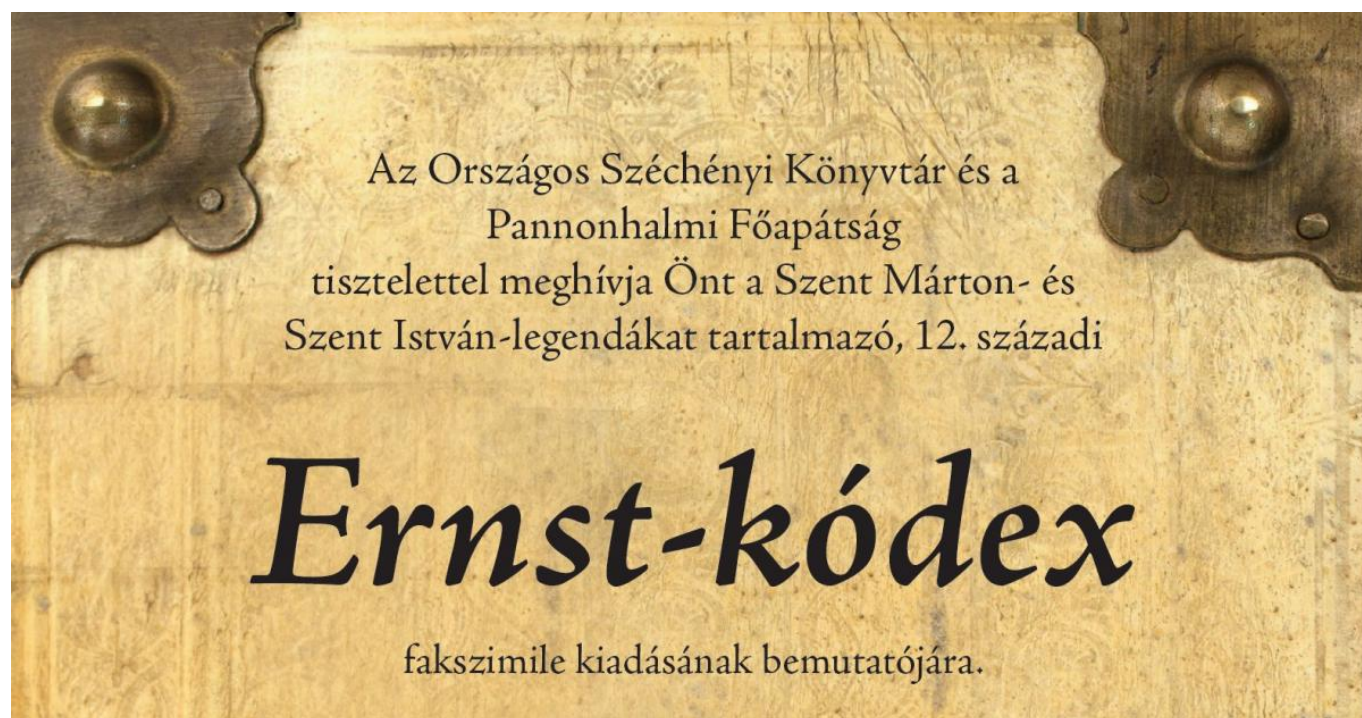 Az Országos Széchényi Könyvtár és a
Pannonhalmi Főapátság
tisztelettel meghívja Önt a Szent Márton- és
Szent István-legendákat tartalmazó, 12. századi
Ernst-kódex
fakszimile kiadásának bemutatójára.